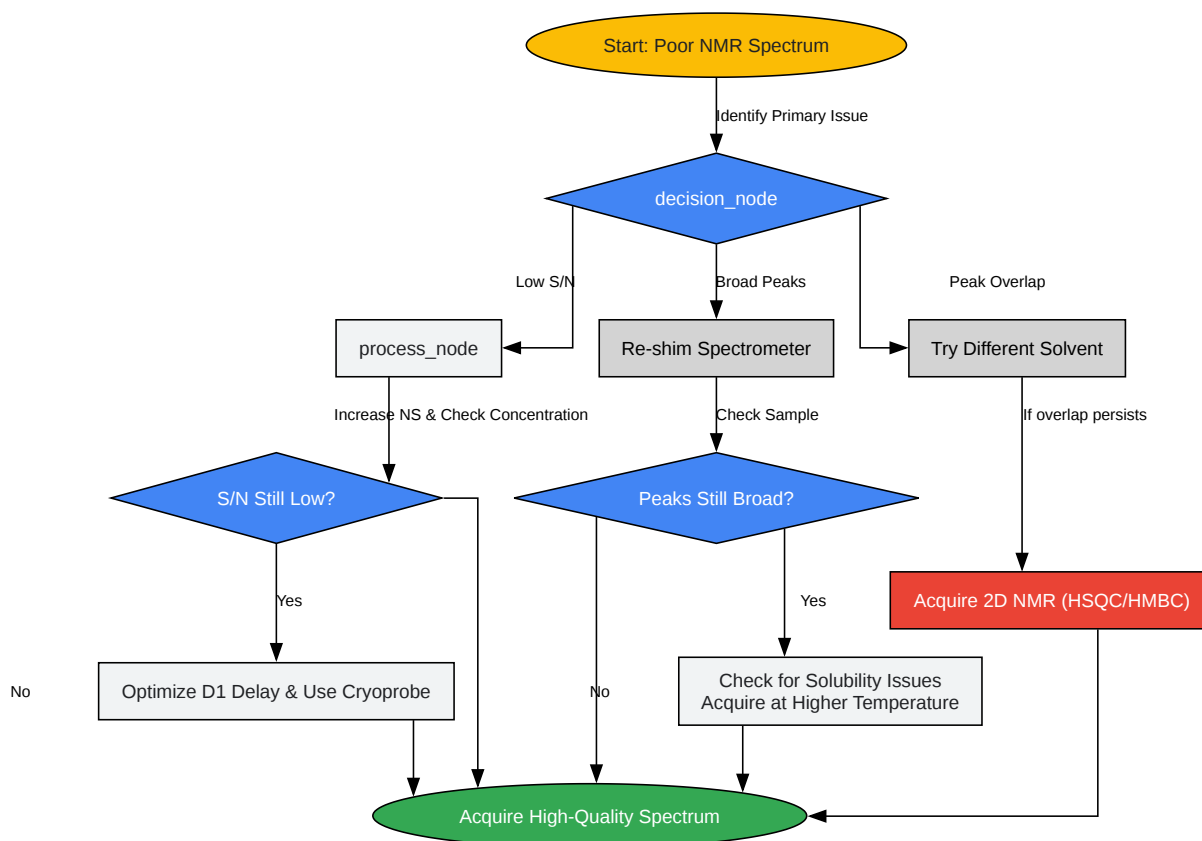 Start: Poor NMR Spectrum
Identify Primary Issue
decision_node
Low S/N
Broad Peaks
Peak Overlap
process_node
Re-shim Spectrometer
Try Different Solvent
Increase NS & Check Concentration
Check Sample
If overlap persists
S/N Still Low?
Peaks Still Broad?
Acquire 2D NMR (HSQC/HMBC)
Yes
Yes
No
Optimize D1 Delay & Use Cryoprobe
No
Check for Solubility Issues
Acquire at Higher Temperature
Acquire High-Quality Spectrum